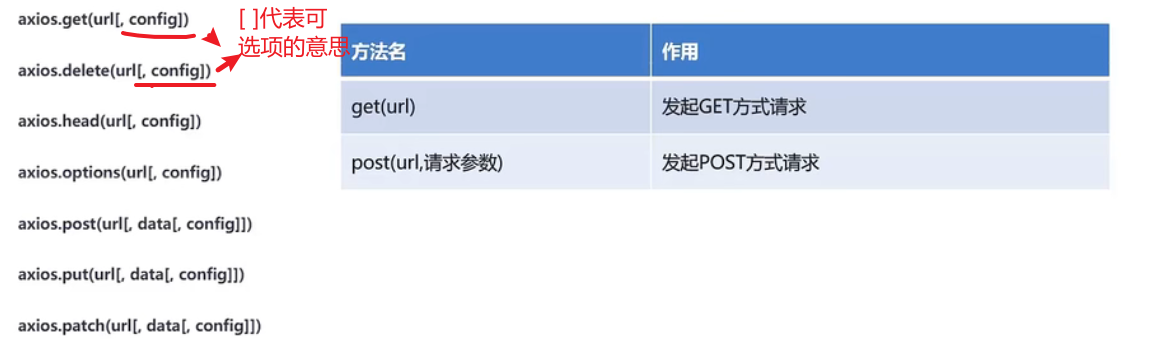 axios.get(url[, config])
axios.delete(url[, config])
axios.head(url[, config])
axios.options(url[, config])
axios.post(url[, data[, config]])
axios.put(url[, data[, config]])
axios.patch(url[, data[, config]])
[ ]代表可
选项的意思
方法名 作用
get(url) 发起GET方式请求
post(url,请求参数) 发起POST方式请求